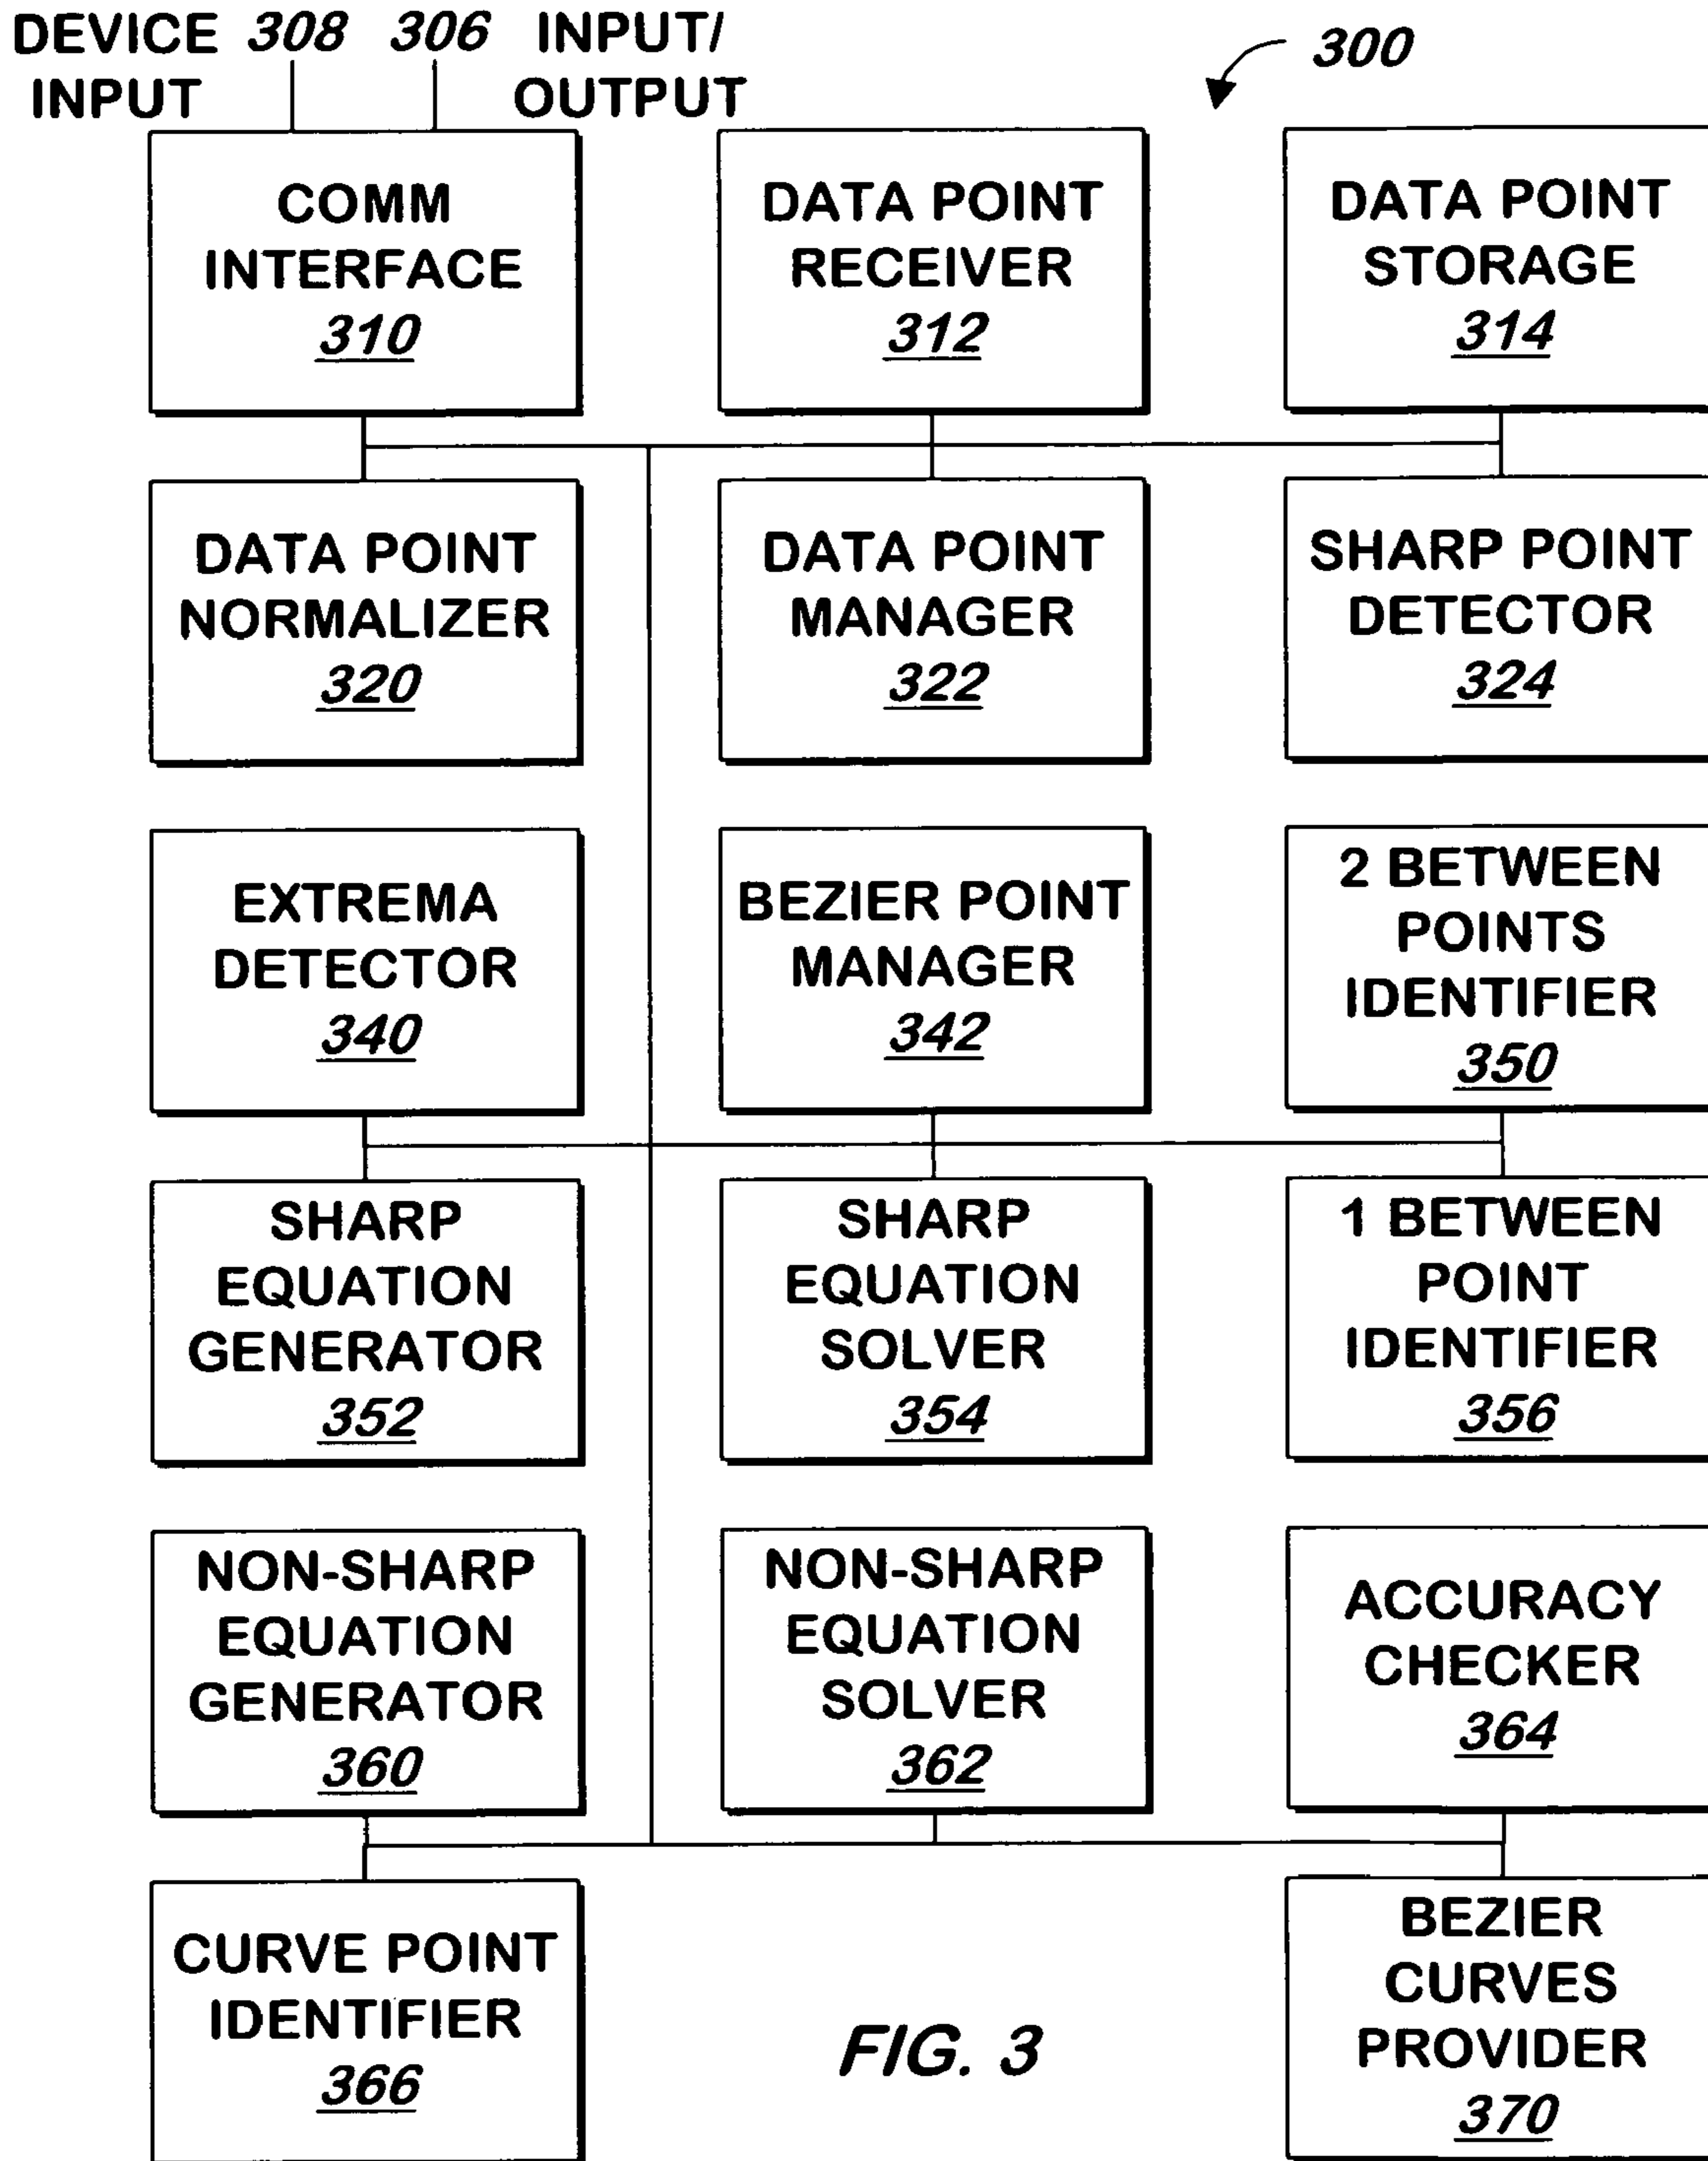 DEVICE INPUT
308
306
INPUT/ OUTPUT
300
COMM
INTERFACE
310
DATA POINT
RECEIVER
312
DATA POINT
STORAGE
314
DATA POINT
NORMALIZER
320
DATA POINT
MANAGER
322
SHARP POINT
DETECTOR
324
EXTREMA
DETECTOR
340
BEZIER POINT
MANAGER
342
2 BETWEEN
POINTS
IDENTIFIER
350
SHARP
EQUATION
GENERATOR
352
SHARP
EQUATION
SOLVER
354
1 BETWEEN
POINT
IDENTIFIER
356
NON-SHARP
EQUATION
GENERATOR
360
NON-SHARP
EQUATION
SOLVER
362
ACCURACY
CHECKER
364
CURVE POINT
IDENTIFIER
366
FIG. 3
BEZIER
CURVES
PROVIDER
370